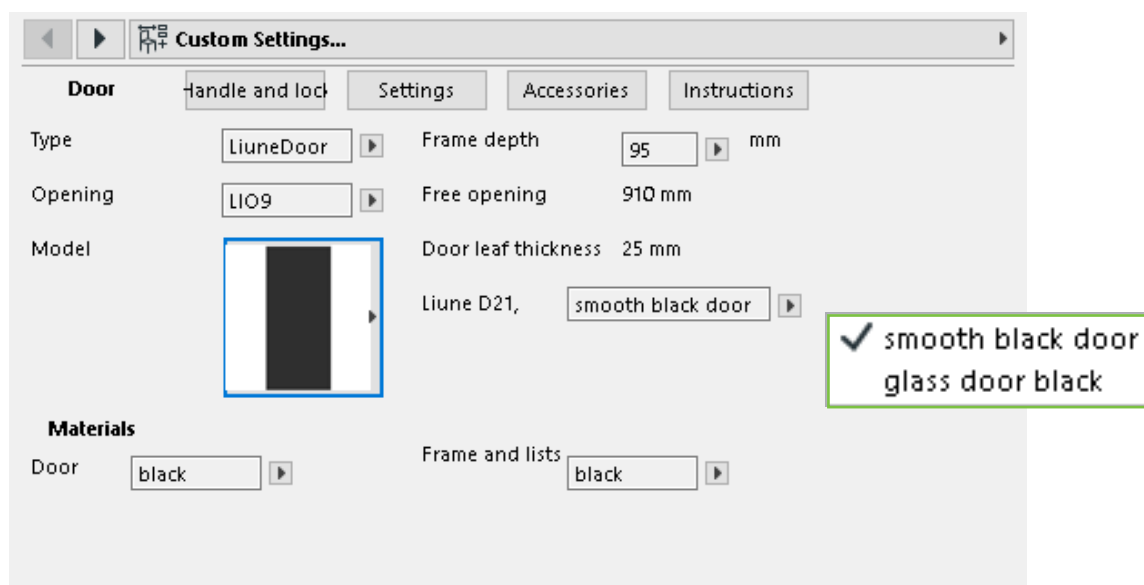 Custom Settings...
Door Handle and lock Settings Accessories Instructions
Type LiuneDoor Frame depth 95 mm
Opening LIO9 Free opening 910 mm
Model Door leaf thickness 25 mm
Liune D21, smooth black door
smooth black door
glass door black
Materials
Door black Frame and lists black